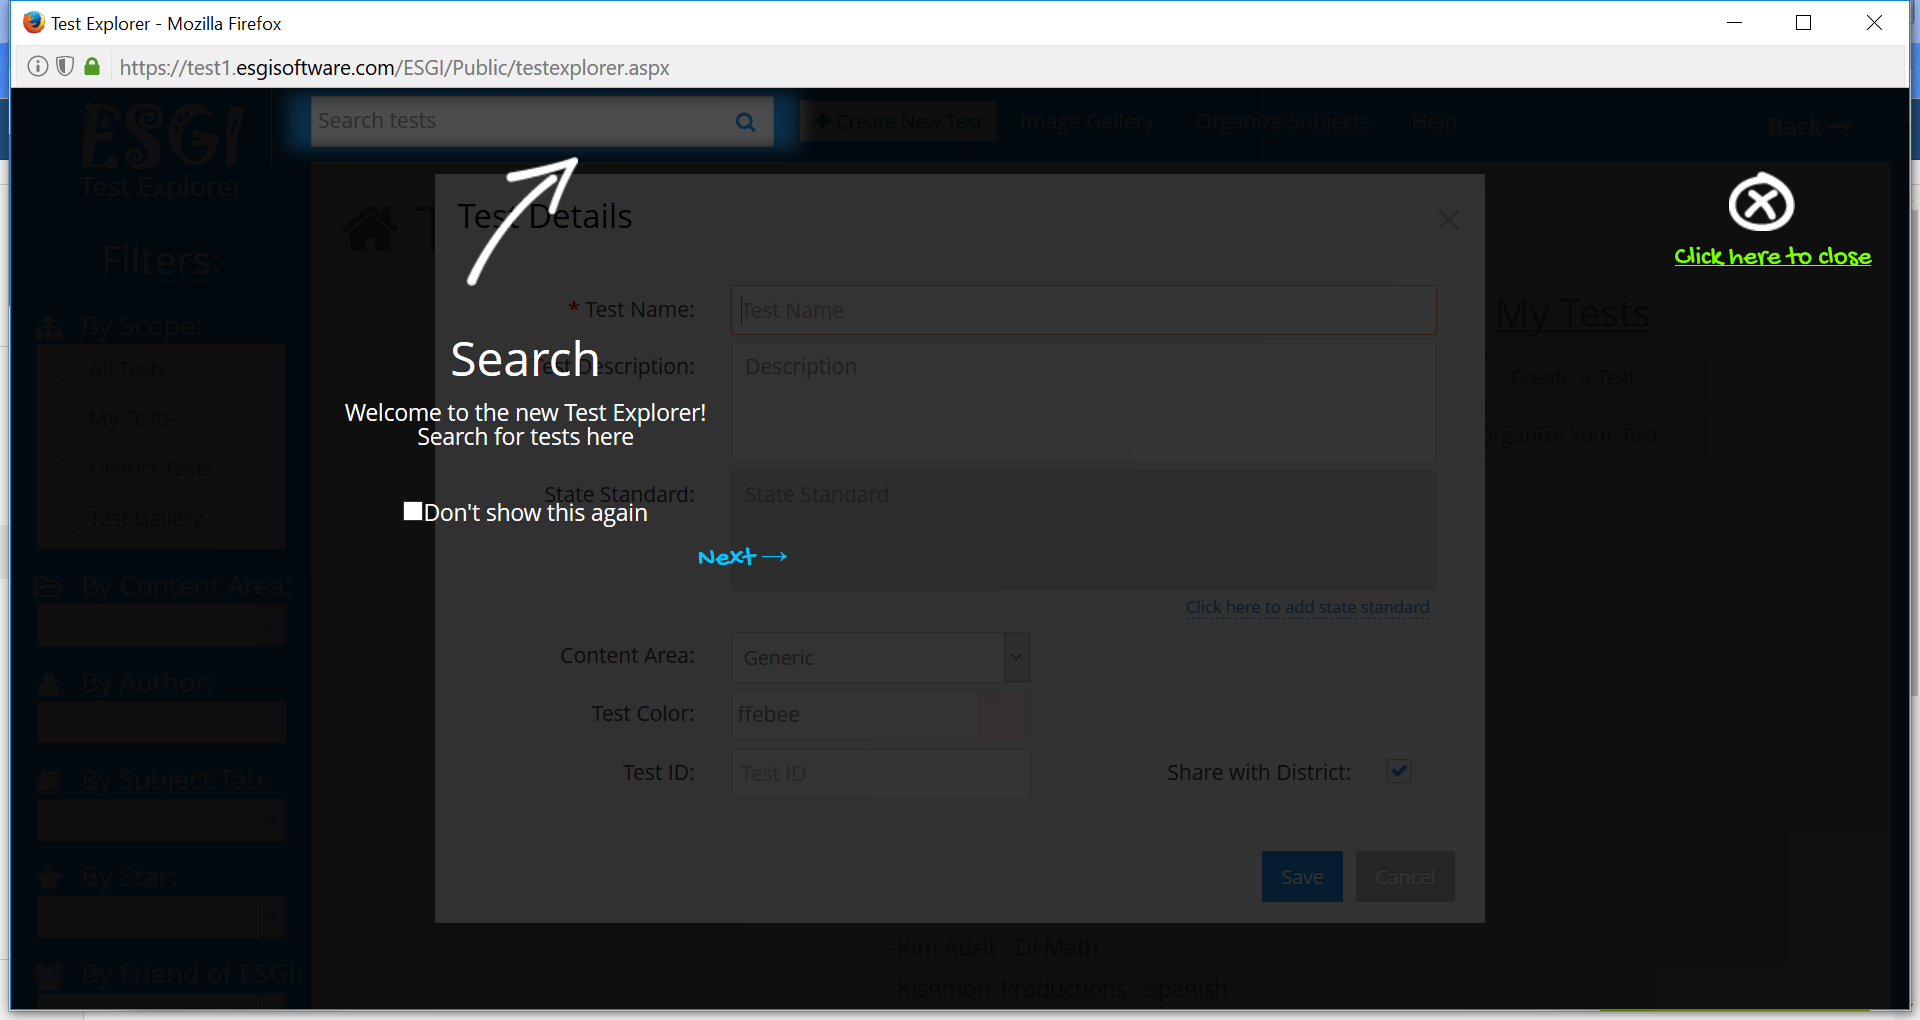 Test Explorer - Mozilla Firefox
https://test1.esgisoftware.com/ESGI/Public/testexplorer.aspx
ESGI
Test Explorer
Search tests
Create New Test
Image Gallery
Organize Subjects
Help
Back
Click here to close
Filters:
By Scope:
All Tests
My Tests
District Tests
Test Gallery
By Content Area:
By Author:
By Subject Tab:
By Star:
By Friend of ESGI:
Test Details
* Test Name:
Test Name
Search
Description:
Description
Welcome to the new Test Explorer!
Search for tests here
State Standard:
State Standard
Don't show this again
Next
Click here to add state standard
Content Area:
Generic
Test Color:
ffebee
Test ID:
Test ID
Share with District:
Save
Cancel
My Tests
Create a Test
Organize Your Tests
- Kim Adsit - DI Math
- Kishmorr Productions - Spanish